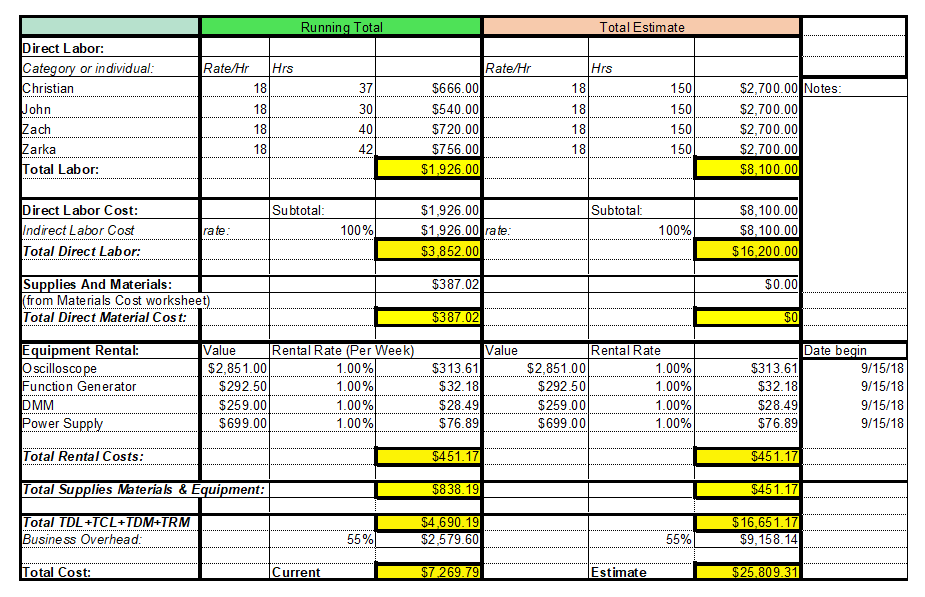 Running Total Total Estimate
Direct Labor:
Category or individual: Rate/Hr Hrs Rate/Hr Hrs
Christian 18 37 $666.00 18 150 $2,700.00 Notes:
John 18 30 $540.00 18 150 $2,700.00
Zach 18 40 $720.00 18 150 $2,700.00
Zarka 18 42 $756.00 18 150 $2,700.00
Total Labor: $1,926.00 $8,100.00
Direct Labor Cost: Subtotal: $1,926.00 Subtotal: $8,100.00
Indirect Labor Cost rate: 100% $1,926.00 rate: 100% $8,100.00
Total Direct Labor: $3,852.00 $16,200.00
Supplies And Materials: $387.02 $0.00
(from Materials Cost worksheet)
Total Direct Material Cost: $387.02 $0
Equipment Rental: Value Rental Rate (Per Week) Value Rental Rate Date begin
Oscilloscope $2,851.00 1.00% $313.61 $2,851.00 1.00% $313.61 9/15/18
Function Generator $292.50 1.00% $32.18 $292.50 1.00% $32.18 9/15/18
DMM $259.00 1.00% $28.49 $259.00 1.00% $28.49 9/15/18
Power Supply $699.00 1.00% $76.89 $699.00 1.00% $76.89 9/15/18
Total Rental Costs: $451.17 $451.17
Total Supplies Materials & Equipment: $838.19 $451.17
Total TDL+TCL+TDM+TRM $4,690.19 $16,651.17
Business Overhead: 55% $2,579.60 55% $9,158.14
Total Cost: Current $7,269.79 Estimate $25,809.31